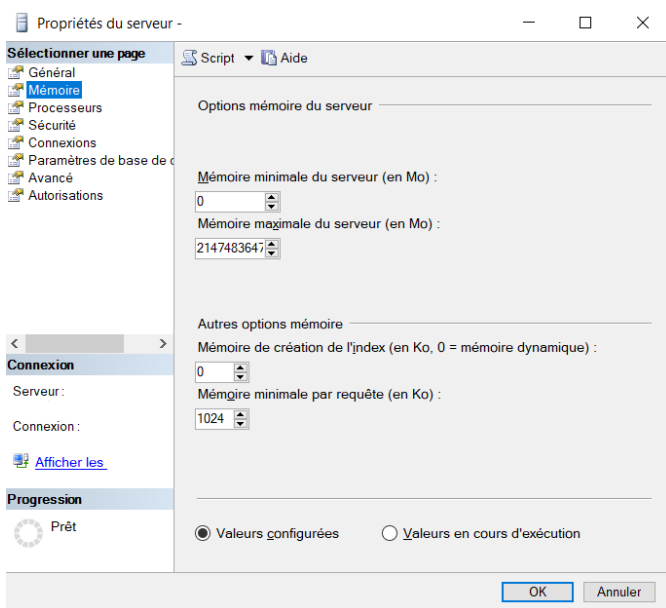 Propriétés du serveur -
Sélectionner une page
Général
Mémoire
Processeurs
Sécurité
Connexions
Paramètres de base de
Avancé
Autorisations
Connexion
Serveur :
Connexion :
Afficher les
Progression
Prêt
Script
Aide
Options mémoire du serveur
Mémoire minimale du serveur (en Mo) :
0
Mémoire maximale du serveur (en Mo) :
2147483647
Autres options mémoire
Mémoire de création de l'index (en Ko, 0 = mémoire dynamique) :
0
Mémoire minimale par requête (en Ko) :
1024
Valeurs configurées
Valeurs en cours d'exécution
OK
Annuler